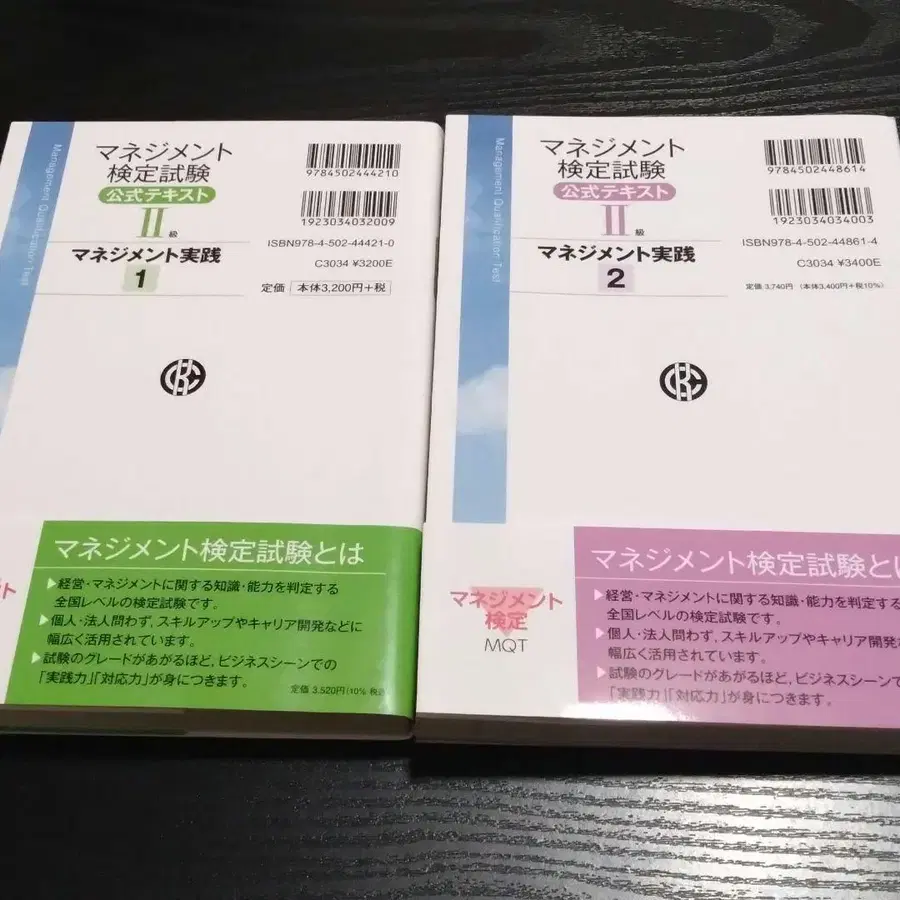 Management Qualification Test
マネジメント
検定試験
公式テキスト
II級
マネジメント実践
1
9784502444210
1923034032009
ISBN978-4-502-44421-0
C3034 ¥3200E
定価 本体3,200円+税
マネジメント検定試験とは
▶経営・マネジメントに関する知識・能力を判定する
全国レベルの検定試験です。
▶個人・法人問わず,スキルアップやキャリア開発などに
幅広く活用されています。
▶試験のグレードがあがるほど,ビジネスシーンでの
「実践力」「対応力」が身につきます。
定価 3,520円(10%税込)
Management Qualification Test
マネジメント
検定試験
公式テキスト
II級
マネジメント実践
2
9784502448614
1923034034003
ISBN978-4-502-44861-4
C3034 ¥3400E
定価 3,740円 (本体3,400円+税10%)
マネジメント
検定
MQT
マネジメント検定試験とは
▶経営・マネジメントに関する知識・能力を判定する
全国レベルの検定試験です。
▶個人・法人問わず,スキルアップやキャリア開発
幅広く活用されています。
▶試験のグレードがあがるほど,ビジネスシーンで
「実践力」「対応力」が身につきます。